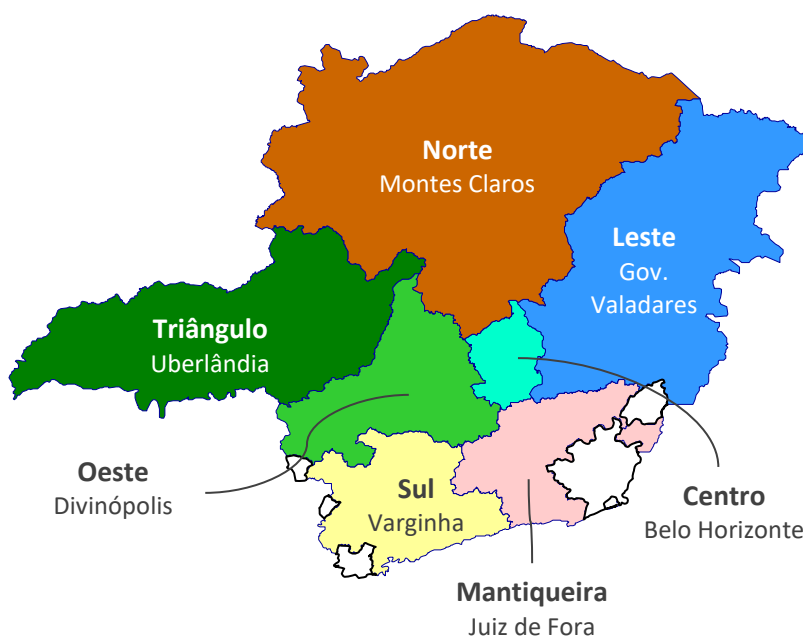 Norte
Montes Claros
Leste
Gov.
Valadares
Triângulo
Uberlândia
Oeste
Divinópolis
Sul
Varginha
Centro
Belo Horizonte
Mantiqueira
Juiz de Fora